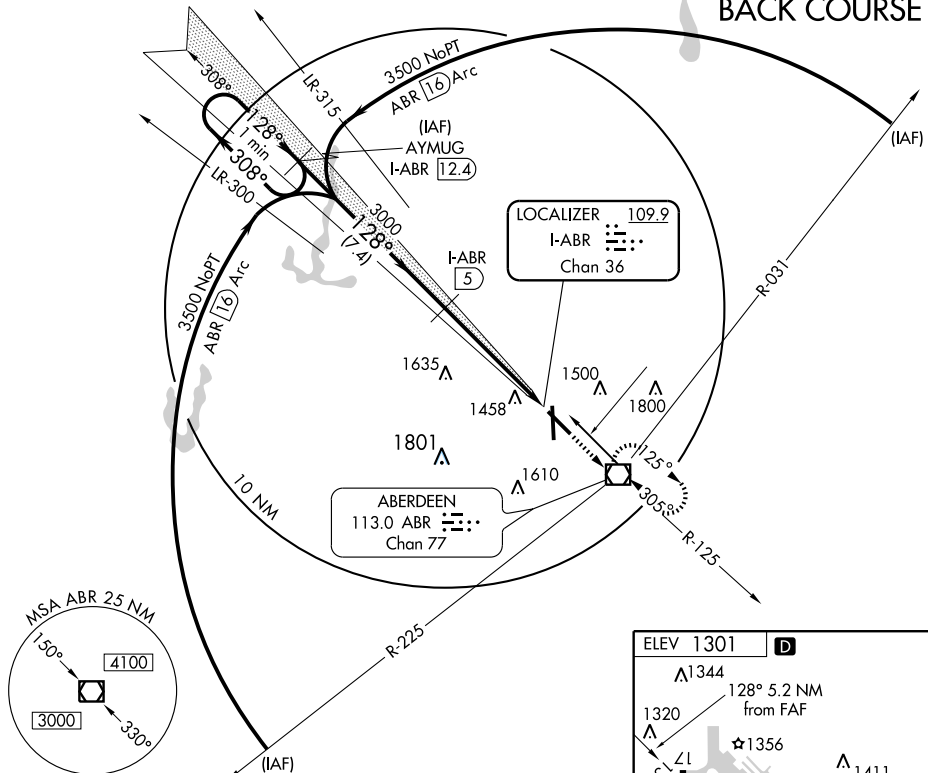 BACK COURSE
3500 NoPT
ABR 16 Arc
LR-315
308°
128°
1 min
308°
LR-300
(IAF)
AYMUG
I-ABR 12.4
(IAF)
3000
128°
(7.4)
LOCALIZER 109.9
I-ABR
Chan 36
I-ABR
5
R-031
3500 NoPT
ABR 16 Arc
1635
1500
1800
1458
1801
1610
125°
305°
10 NM
ABERDEEN
113.0 ABR
Chan 77
R-125
R-225
MSA ABR 25 NM
150°
4100
3000
330°
(IAF)
ELEV 1301 D
1344
128° 5.2 NM
from FAF
1320
17
1356
1411